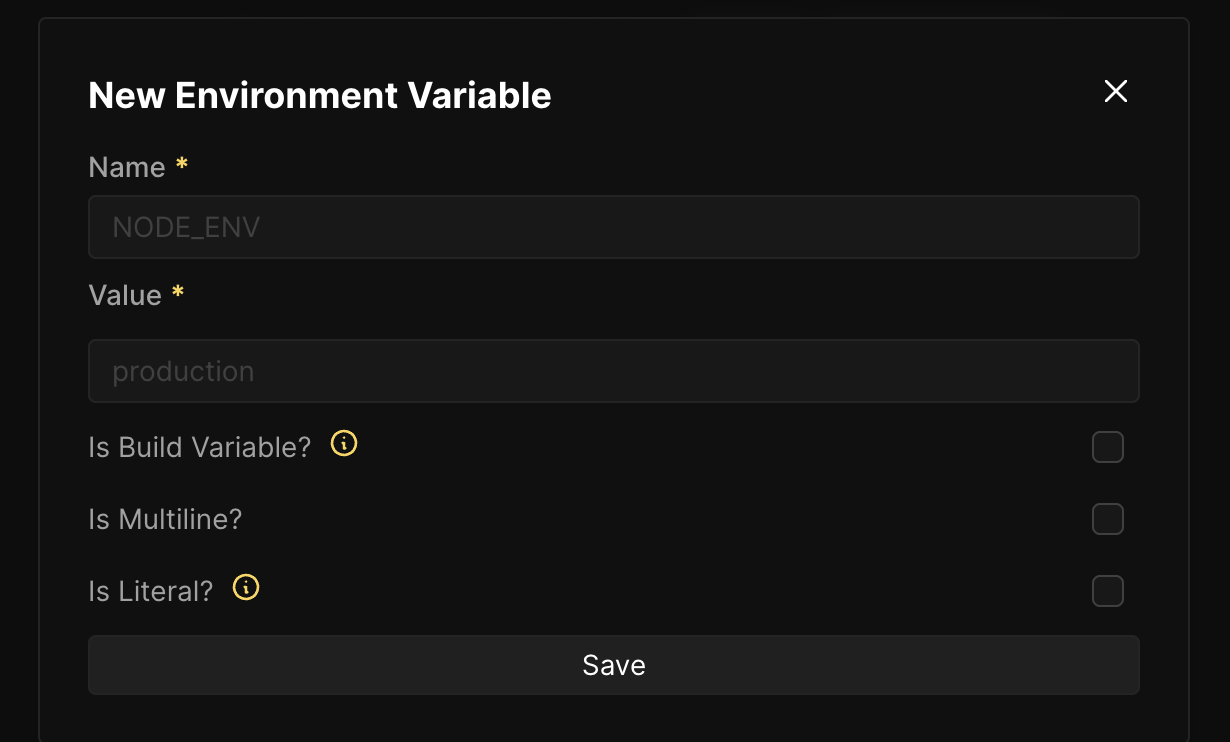 New Environment Variable
Name *
NODE_ENV
Value *
production
Is Build Variable?
Is Multiline?
Is Literal?
Save